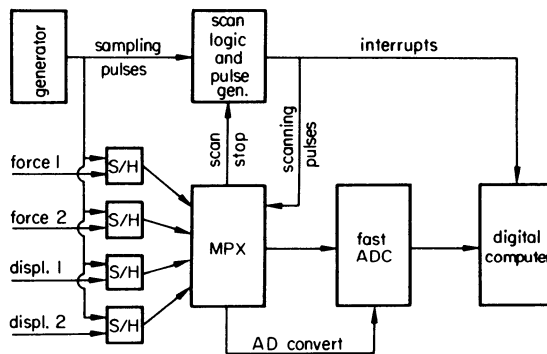 generator
sampling
pulses
scan
logic
and
pulse
gen.
interrupts
scan
stop
scanning
pulses
force 1
S/H
force 2
S/H
displ. 1
S/H
displ. 2
S/H
MPX
fast
ADC
digital
computer
AD convert